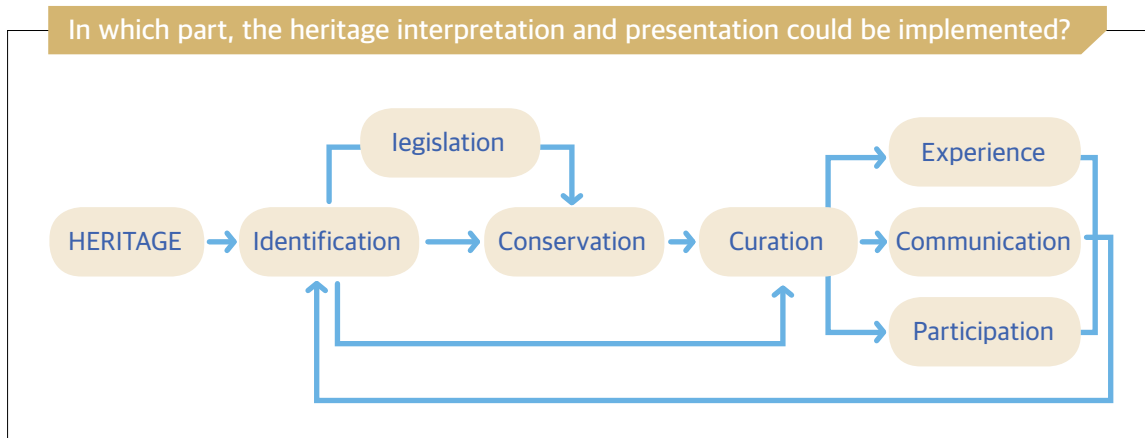 In which part, the heritage interpretation and presentation could be implemented?
legislation
Experience
HERITAGE
Identification
Conservation
Curation
Communication
Participation